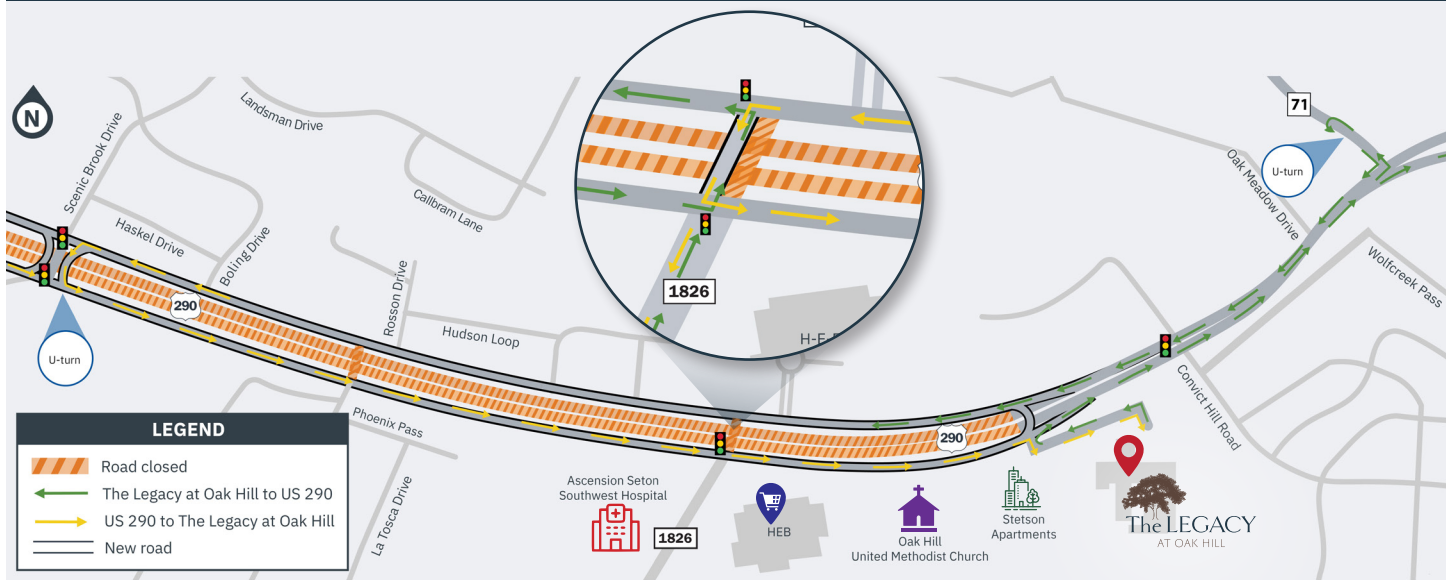 N
Scenic Brook Drive
Landsman Drive
Haskel Drive
Boling Drive
Callbram Lane
290
U-turn
Rosson Drive
Hudson Loop
1826
71
U-turn
Oak Meadow Drive
Wolfcreek Pass
Convict Hill Road
290
Phoenix Pass
La Tosca Drive
LEGEND
Road closed
The Legacy at Oak Hill to US 290
US 290 to The Legacy at Oak Hill
New road
Ascension Seton
Southwest Hospital
1826
HEB
Oak Hill
United Methodist Church
Stetson
Apartments
The LEGACY
AT OAK HILL